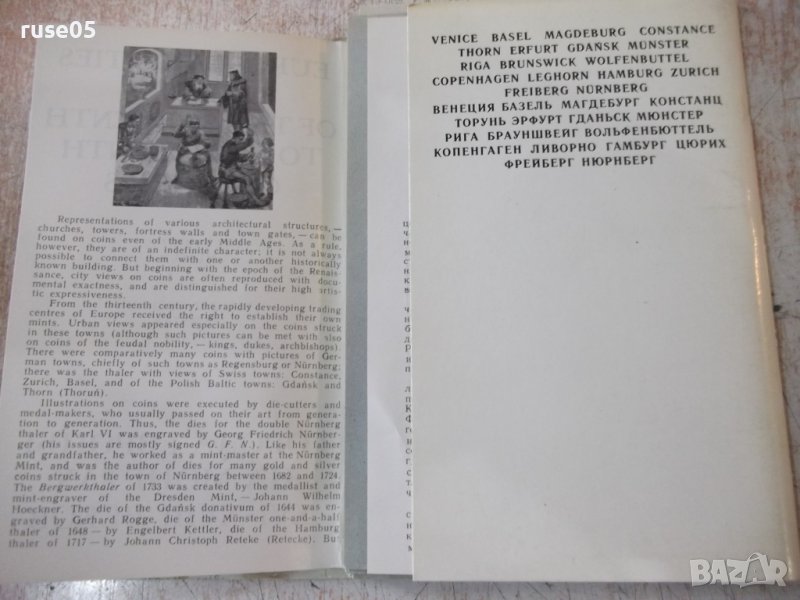 ruse05
Representations of various architectural structures,—
churches, towers, fortress walls and town gates, — can be
found on coins even of the early Middle Ages. As a rule,
however, they are of an indefinite character; it is not always
possible to connect them with one or another historically
known building. But beginning with the epoch of the Renais-
sance, city views on coins are often reproduced with docu-
mental exactness, and are distinguished for their high artis-
tic expressiveness.
From the thirteenth century, the rapidly developing trading
centres of Europe received the right to establish their own
mints. Urban views appeared especially on the coins struck
in these towns (although such pictures can be met with also
on coins of the feudal nobility, — kings, dukes, archbishops).
There were comparatively many coins with pictures of Ger-
man towns, chiefly of such towns as Regensburg or Nürnberg;
there was the thaler with views of Swiss towns: Constance,
Zurich, Basel, and of the Polish Baltic towns: Gdańsk and
Thorn (Thoruń)
Illustrations on coins were executed by die-cutters and
medal-makers, who usually passed on their art from genera-
tion to generation. Thus, the dies for the double Nürnberg
thaler of Karl VI was engraved by Georg Friedrich Nürnber-
ger (his issues are mostly signed G. F. N.). Like his father
and grandfather, he worked as a mint-master at the Nürnberg
Mint, and was the author of dies for many gold and silver
coins struck in the town of Nürnberg between 1682 and 1724.
The Bergwerkthaler of 1733 was created by the medallist and
mint-engraver of the Dresden Mint, — Johann Wilhelm
Hoeckner. The die of the Gdańsk donativum of 1644 was en-
graved by Gerhard Rogge, die of the Münster one-and-a-half
thaler of 1648 — by Engelbert Kettler, die of the Hamburg
thaler of 1717 — by Johann Christoph Reteke (Retecke). But
VENICE BASEL MAGDEBURG CONSTANCE
THORN ERFURT GDAŃSK MÜNSTER
RIGA BRUNSWICK WOLFENBUTTEL
COPENHAGEN LEGHORN HAMBURG ZURICH
FREIBERG NÜRNBERG
ВЕНЕЦИЯ БАЗЕЛЬ МАГДЕБУРГ КОНСТАНЦ
ТОРУНЬ ЭРФУРТ ГДАНЬСК МЮНСТЕР
РИГА БРАУНШВЕЙГ ВОЛЬФЕНБЮТТЕЛЬ
КОПЕНГАГЕН ЛИВОРНО ГАМБУРГ ЦЮРИХ
ФРЕЙБЕРГ НЮРНБЕРГ
BAZAR
bg